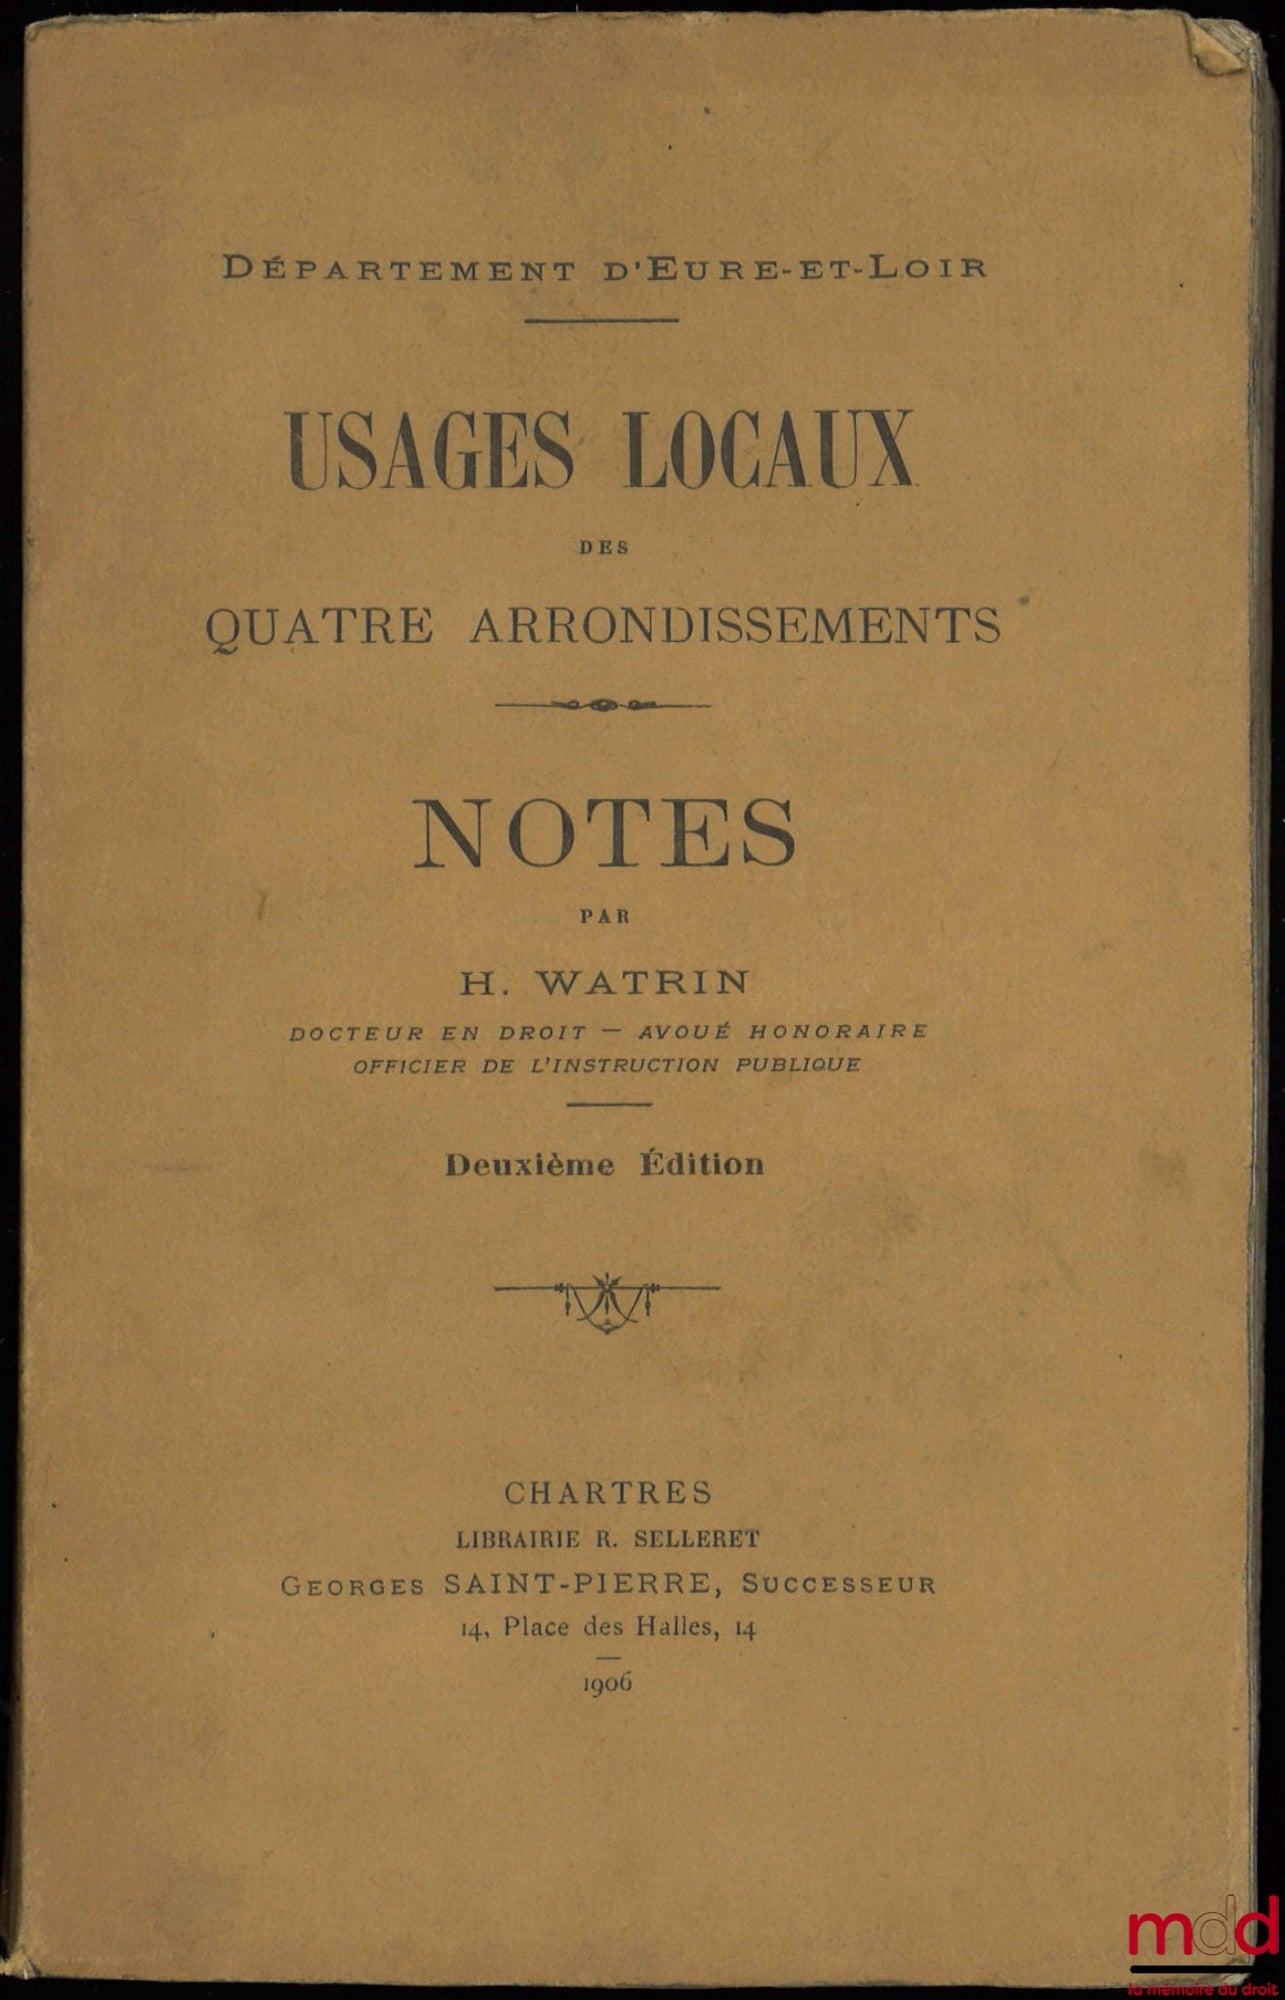 DÉPARTEMENT D'EURE-ET-LOIR
USAGES LOCAUX
DES
QUATRE ARRONDISSEMENTS
NOTES
PAR
H. WATRIN
DOCTEUR EN DROIT — AVOUÉ HONORAIRE
OFFICIER DE L'INSTRUCTION PUBLIQUE
Deuxième Édition
CHARTRES
LIBRAIRIE R. SELLERET
GEORGES SAINT-PIERRE, SUCCESSEUR
14, Place des Halles, 14
1906
mdd
la mémoire du droit